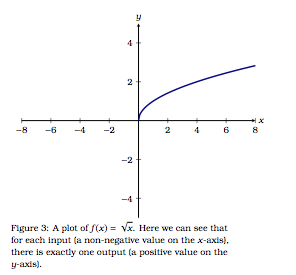 y
4
2
x
−8 −6 −4 −2 2 4 6 8
−2
−4
Figure 3: A plot of f(x) = √x. Here we can see that
for each input (a non-negative value on the x-axis),
there is exactly one output (a positive value on the
y-axis).